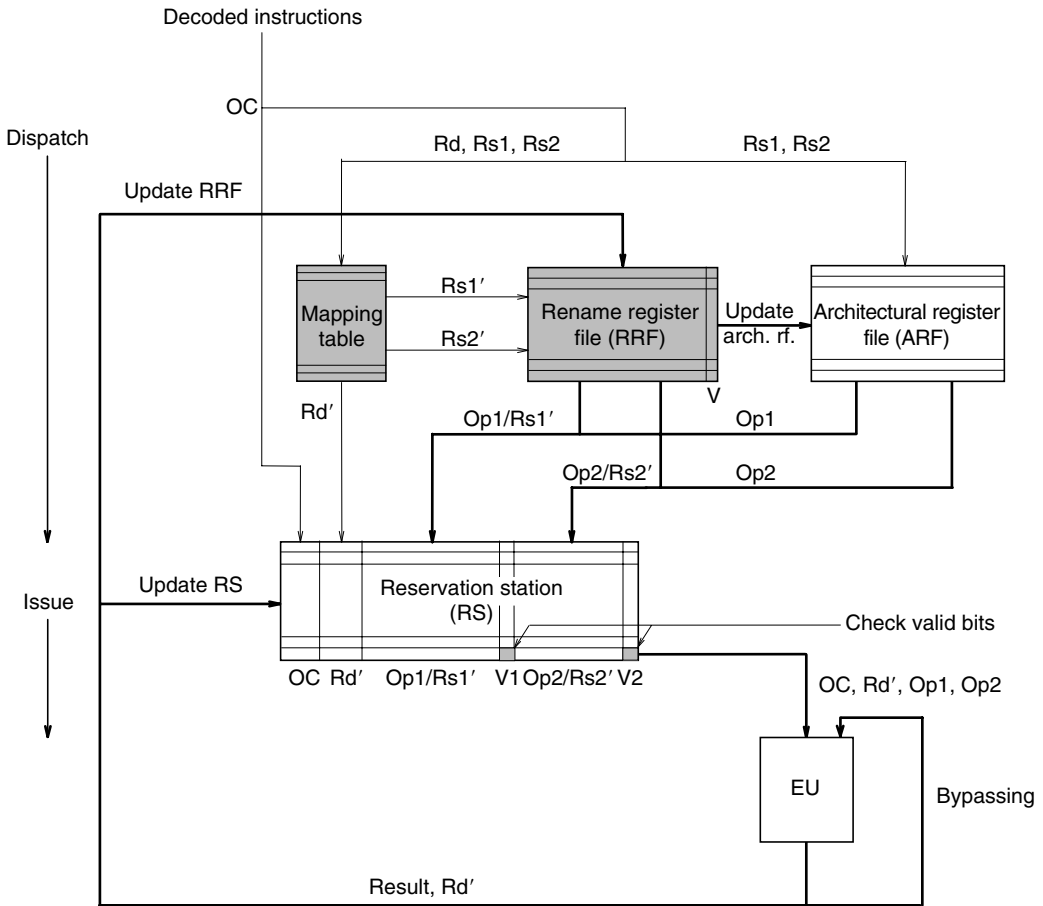 Decoded instructions
OC
Dispatch
Rd, Rs1, Rs2
Rs1, Rs2
Update RRF
Mapping
table
Rs1′
Rs2′
Rename register
file (RRF)
Update
arch. rf.
Architectural register
file (ARF)
V
Rd′
Op1/Rs1′
Op1
Op2/Rs2′
Op2
Issue
Update RS
Reservation station
(RS)
Check valid bits
OC Rd′ Op1/Rs1′ V1 Op2/Rs2′ V2
OC, Rd′, Op1, Op2
EU
Bypassing
Result, Rd′